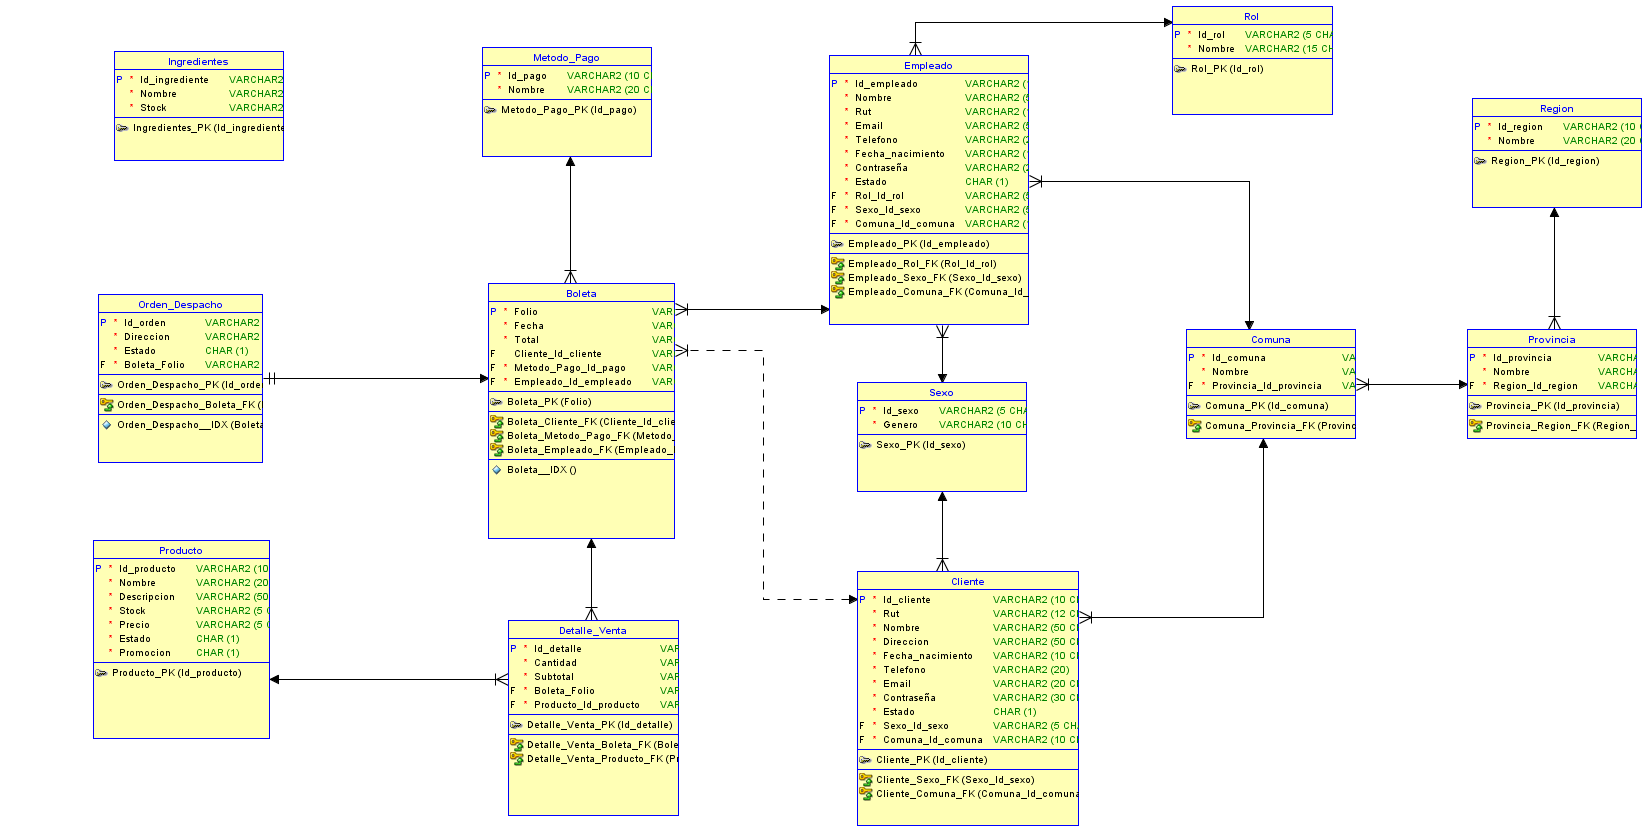 Ingredientes
P * Id_ingrediente VARCHAR2
* Nombre VARCHAR2
* Stock VARCHAR2
Ingredientes_PK (Id_ingrediente
Metodo_Pago
P * Id_pago VARCHAR2 (10 C
* Nombre VARCHAR2 (20 C
Metodo_Pago_PK (Id_pago)
Empleado
P * Id_empleado VARCHAR2 (
* Nombre VARCHAR2 (
* Rut VARCHAR2 (
* Email VARCHAR2 (
* Telefono VARCHAR2 (
* Fecha_nacimiento VARCHAR2 (
* Contraseña VARCHAR2 (
* Estado CHAR (1)
F * Rol_Id_rol VARCHAR2 (
F * Sexo_Id_sexo VARCHAR2 (
F * Comuna_Id_comuna VARCHAR2 (
Empleado_PK (Id_empleado)
Empleado_Rol_FK (Rol_Id_rol)
Empleado_Sexo_FK (Sexo_Id_sexo)
Empleado_Comuna_FK (Comuna_Id_
Rol
P * Id_rol VARCHAR2 (5 CHA
* Nombre VARCHAR2 (15 CH
Rol_PK (Id_rol)
Region
P * Id_region VARCHAR2 (10
* Nombre VARCHAR2 (20
Region_PK (Id_region)
Orden_Despacho
P * Id_orden VARCHAR2
* Direccion VARCHAR2
* Estado CHAR (1)
F * Boleta_Folio VARCHAR2
Orden_Despacho_PK (Id_orde
Orden_Despacho_Boleta_FK (
Orden_Despacho__IDX (Boleta
Boleta
P * Folio VAR
* Fecha VAR
* Total VAR
F Cliente_Id_cliente VAR
F * Metodo_Pago_Id_pago VAR
F * Empleado_Id_empleado VAR
Boleta_PK (Folio)
Boleta_Cliente_FK (Cliente_Id_clie
Boleta_Metodo_Pago_FK (Metodo_
Boleta_Empleado_FK (Empleado_
Boleta__IDX ()
Sexo
P * Id_sexo VARCHAR2 (5 CHA
* Genero VARCHAR2 (10 CH
Sexo_PK (Id_sexo)
Comuna
P * Id_comuna VA
* Nombre VA
F * Provincia_Id_provincia VA
Comuna_PK (Id_comuna)
Comuna_Provincia_FK (Provinc
Provincia
P * Id_provincia VARCHA
* Nombre VARCHA
F * Region_Id_region VARCHA
Provincia_PK (Id_provincia)
Provincia_Region_FK (Region_
Producto
P * Id_producto VARCHAR2 (10
* Nombre VARCHAR2 (20
* Descripcion VARCHAR2 (50
* Stock VARCHAR2 (5
* Precio VARCHAR2 (5
* Estado CHAR (1)
* Promocion CHAR (1)
Producto_PK (Id_producto)
Detalle_Venta
P * Id_detalle VAR
* Cantidad VAR
* Subtotal VAR
F * Boleta_Folio VAR
F * Producto_Id_producto VAR
Detalle_Venta_PK (Id_detalle)
Detalle_Venta_Boleta_FK (Bole
Detalle_Venta_Producto_FK (Pr
Cliente
P * Id_cliente VARCHAR2 (10 C
* Rut VARCHAR2 (12 C
* Nombre VARCHAR2 (50 C
* Direccion VARCHAR2 (50 C
* Fecha_nacimiento VARCHAR2 (10 C
* Telefono VARCHAR2 (20)
* Email VARCHAR2 (20 C
* Contraseña VARCHAR2 (30 C
* Estado CHAR (1)
F * Sexo_Id_sexo VARCHAR2 (5 CH
F * Comuna_Id_comuna VARCHAR2 (10 C
Cliente_PK (Id_cliente)
Cliente_Sexo_FK (Sexo_Id_sexo)
Cliente_Comuna_FK (Comuna_Id_comuna